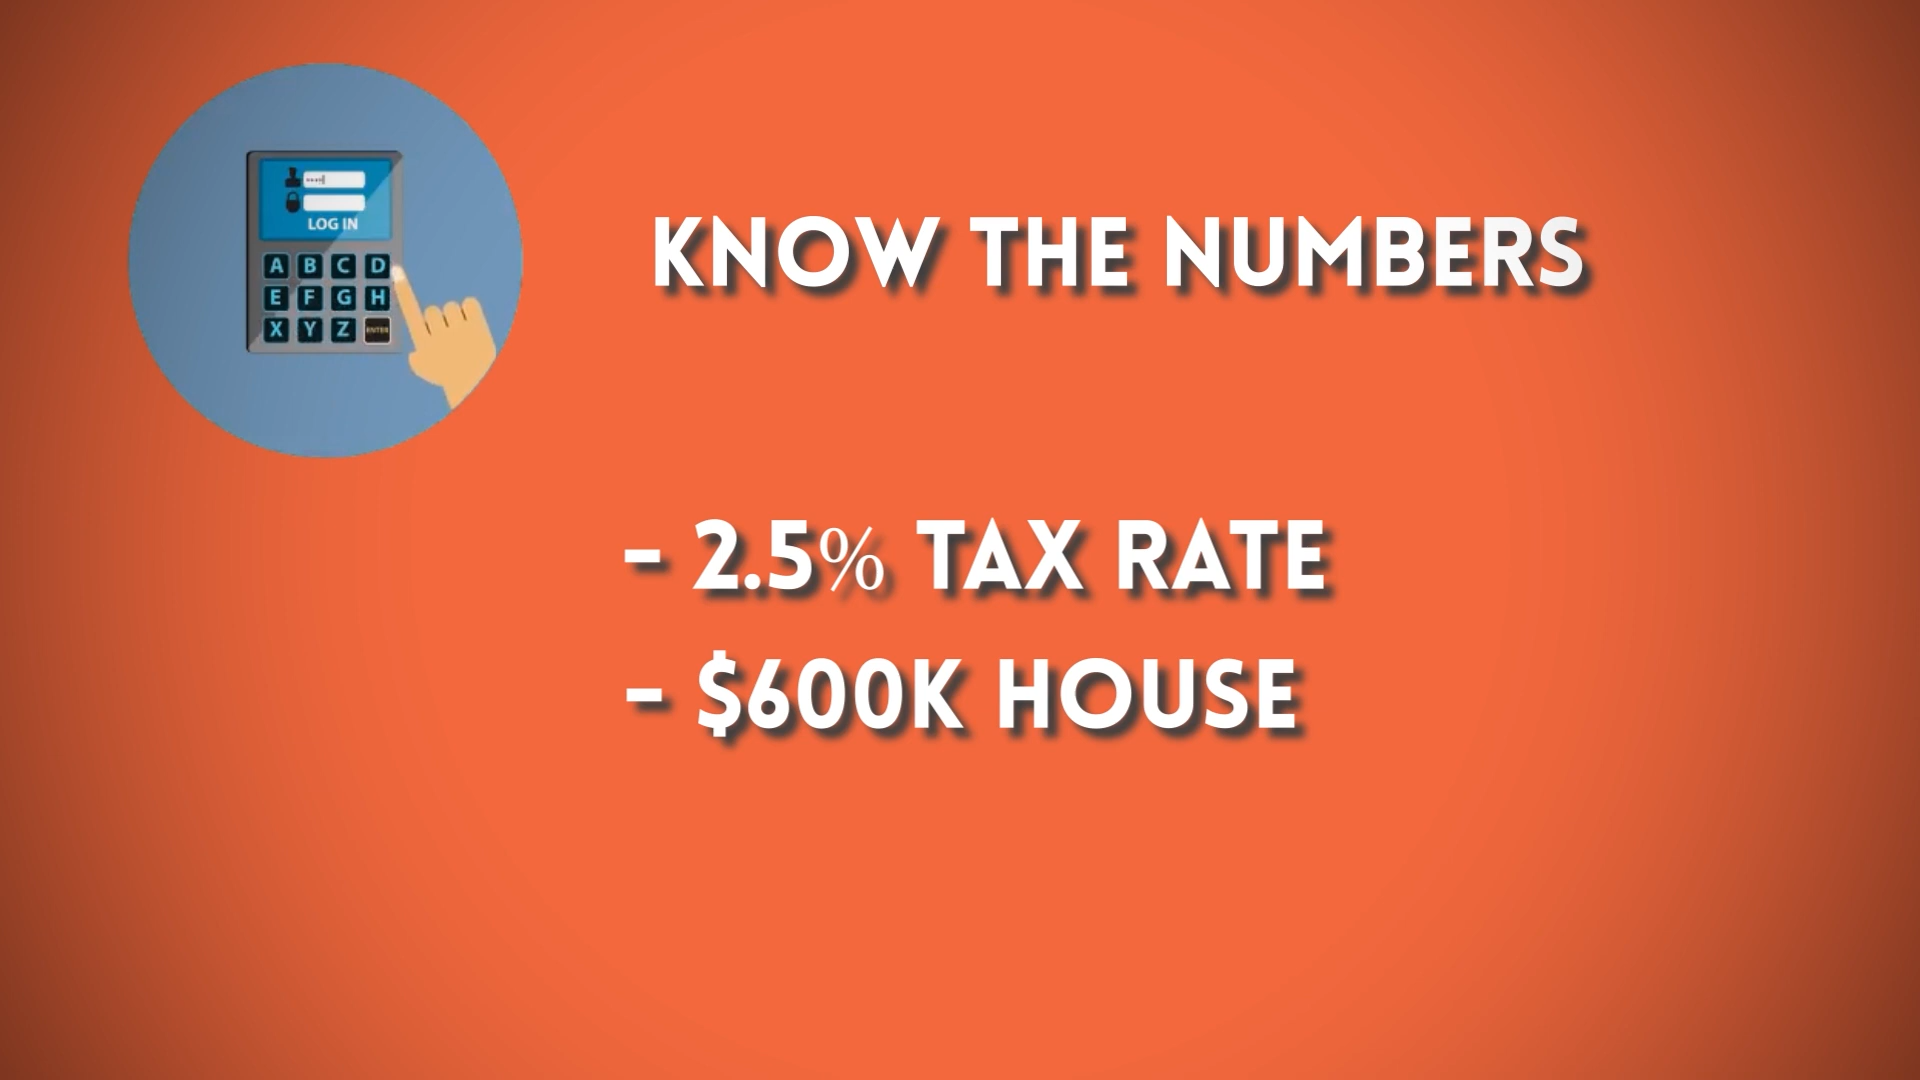 LOG IN
A B C D
E F G H
X Y Z ENTER
KNOW THE NUMBERS
- 2.5% TAX RATE
- $600K HOUSE